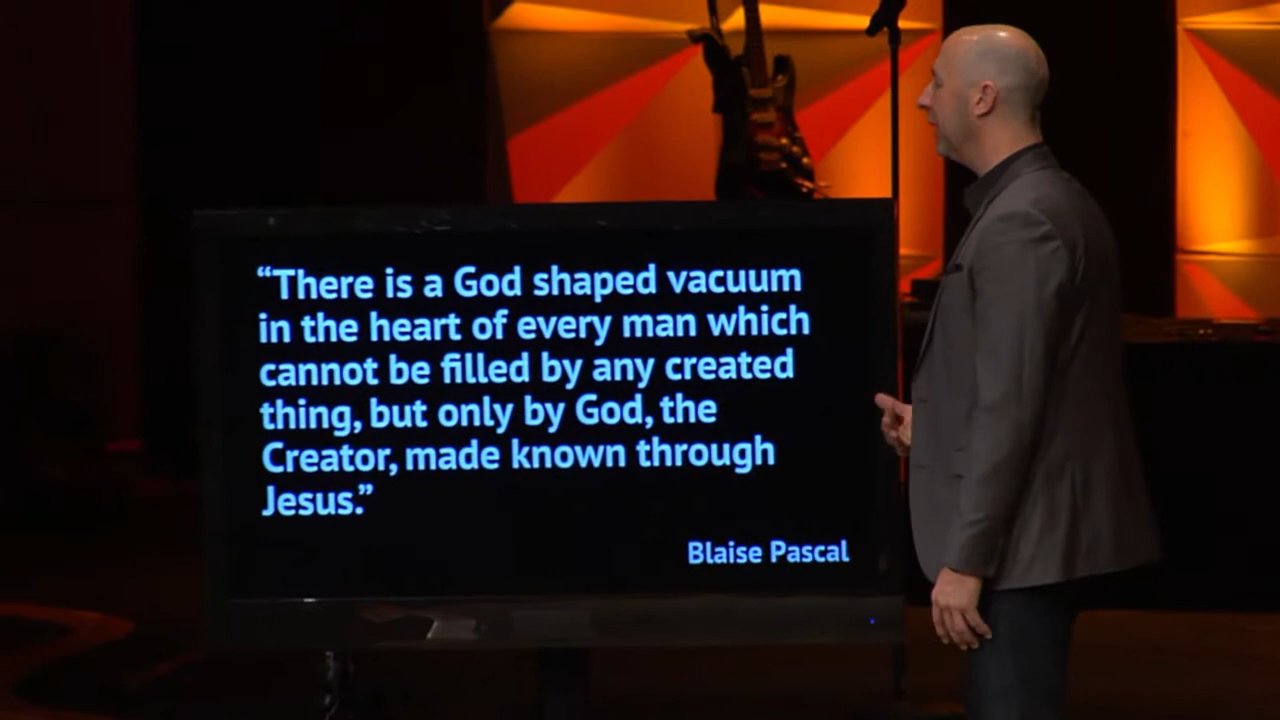 “There is a God shaped vacuum
in the heart of every man which
cannot be filled by any created
thing, but only by God, the
Creator, made known through
Jesus.”
Blaise Pascal